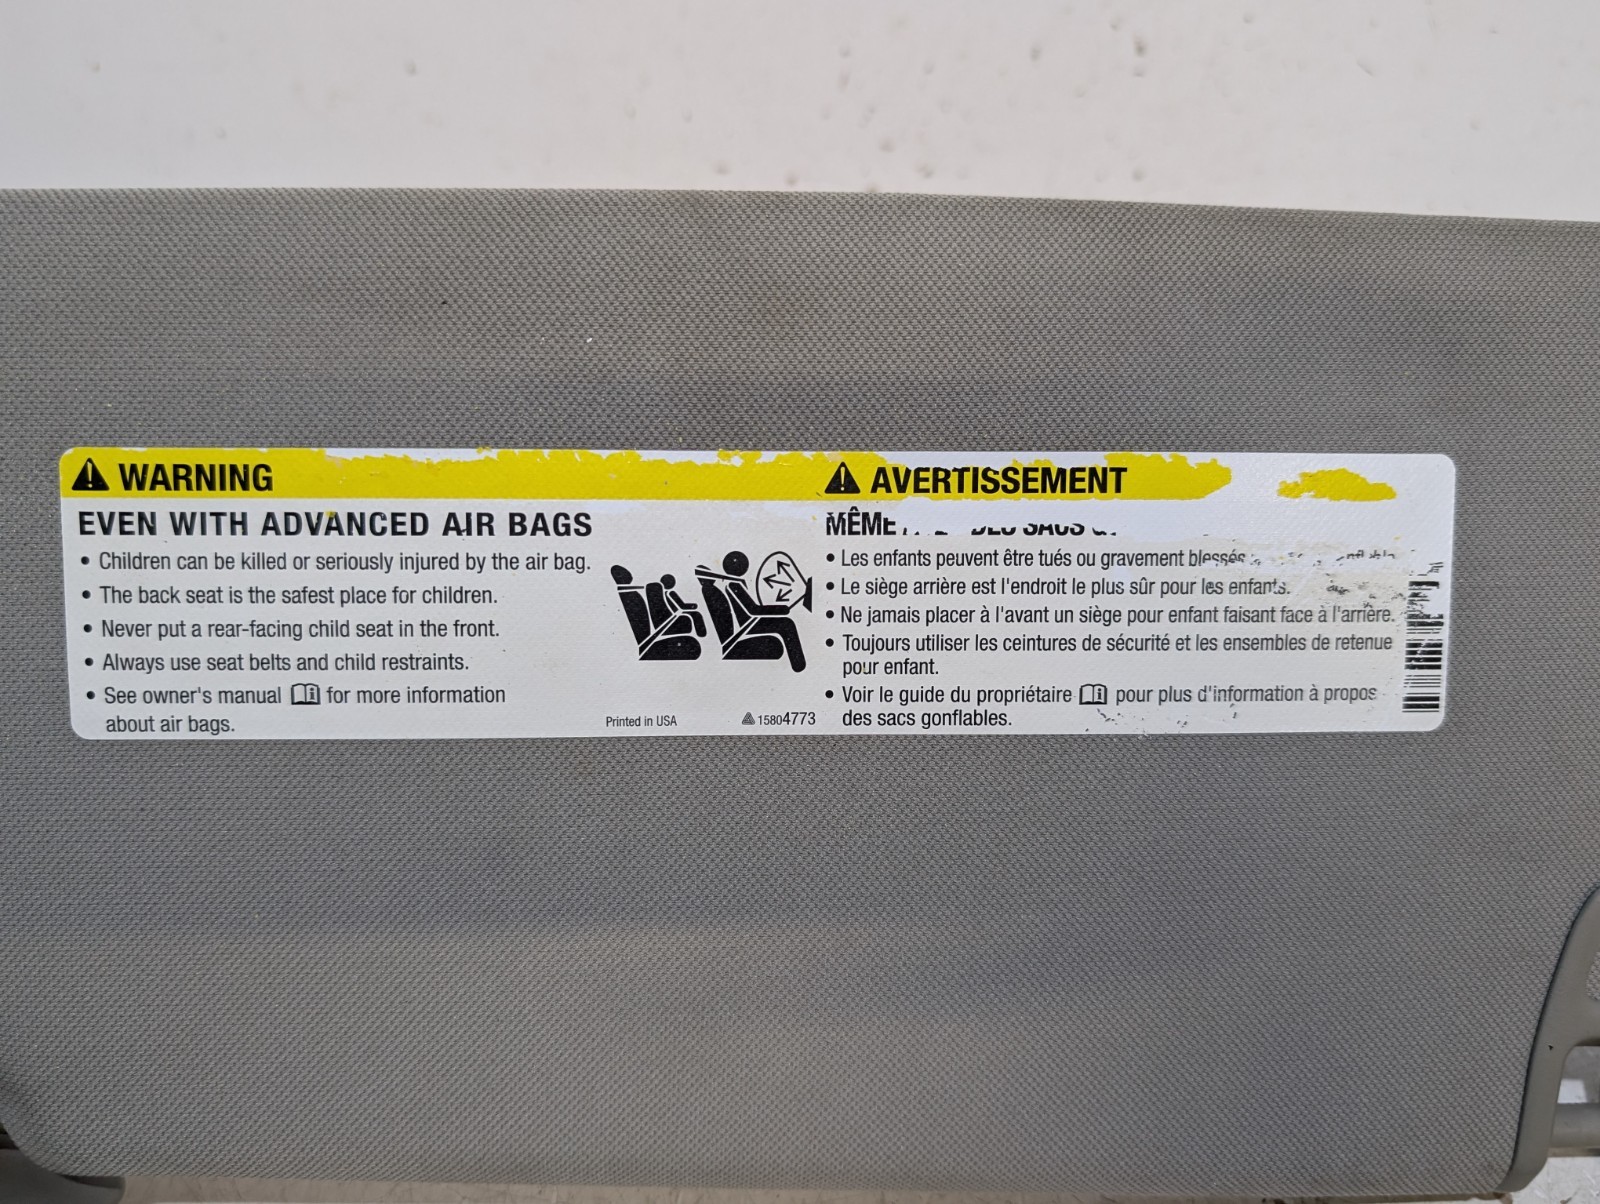 WARNING
EVEN WITH ADVANCED AIR BAGS
• Children can be killed or seriously injured by the air bag.
• The back seat is the safest place for children.
• Never put a rear-facing child seat in the front.
• Always use seat belts and child restraints.
• See owner's manual for more information
about air bags.
Printed in USA
15804773
AVERTISSEMENT
MÊME DES SACS
• Les enfants peuvent être tués ou gravement blessés
• Le siège arrière est l'endroit le plus sûr pour les enfants.
• Ne jamais placer à l'avant un siège pour enfant faisant face à l'arrière.
• Toujours utiliser les ceintures de sécurité et les ensembles de retenue
pour enfant.
• Voir le guide du propriétaire pour plus d'information à propos
des sacs gonflables.